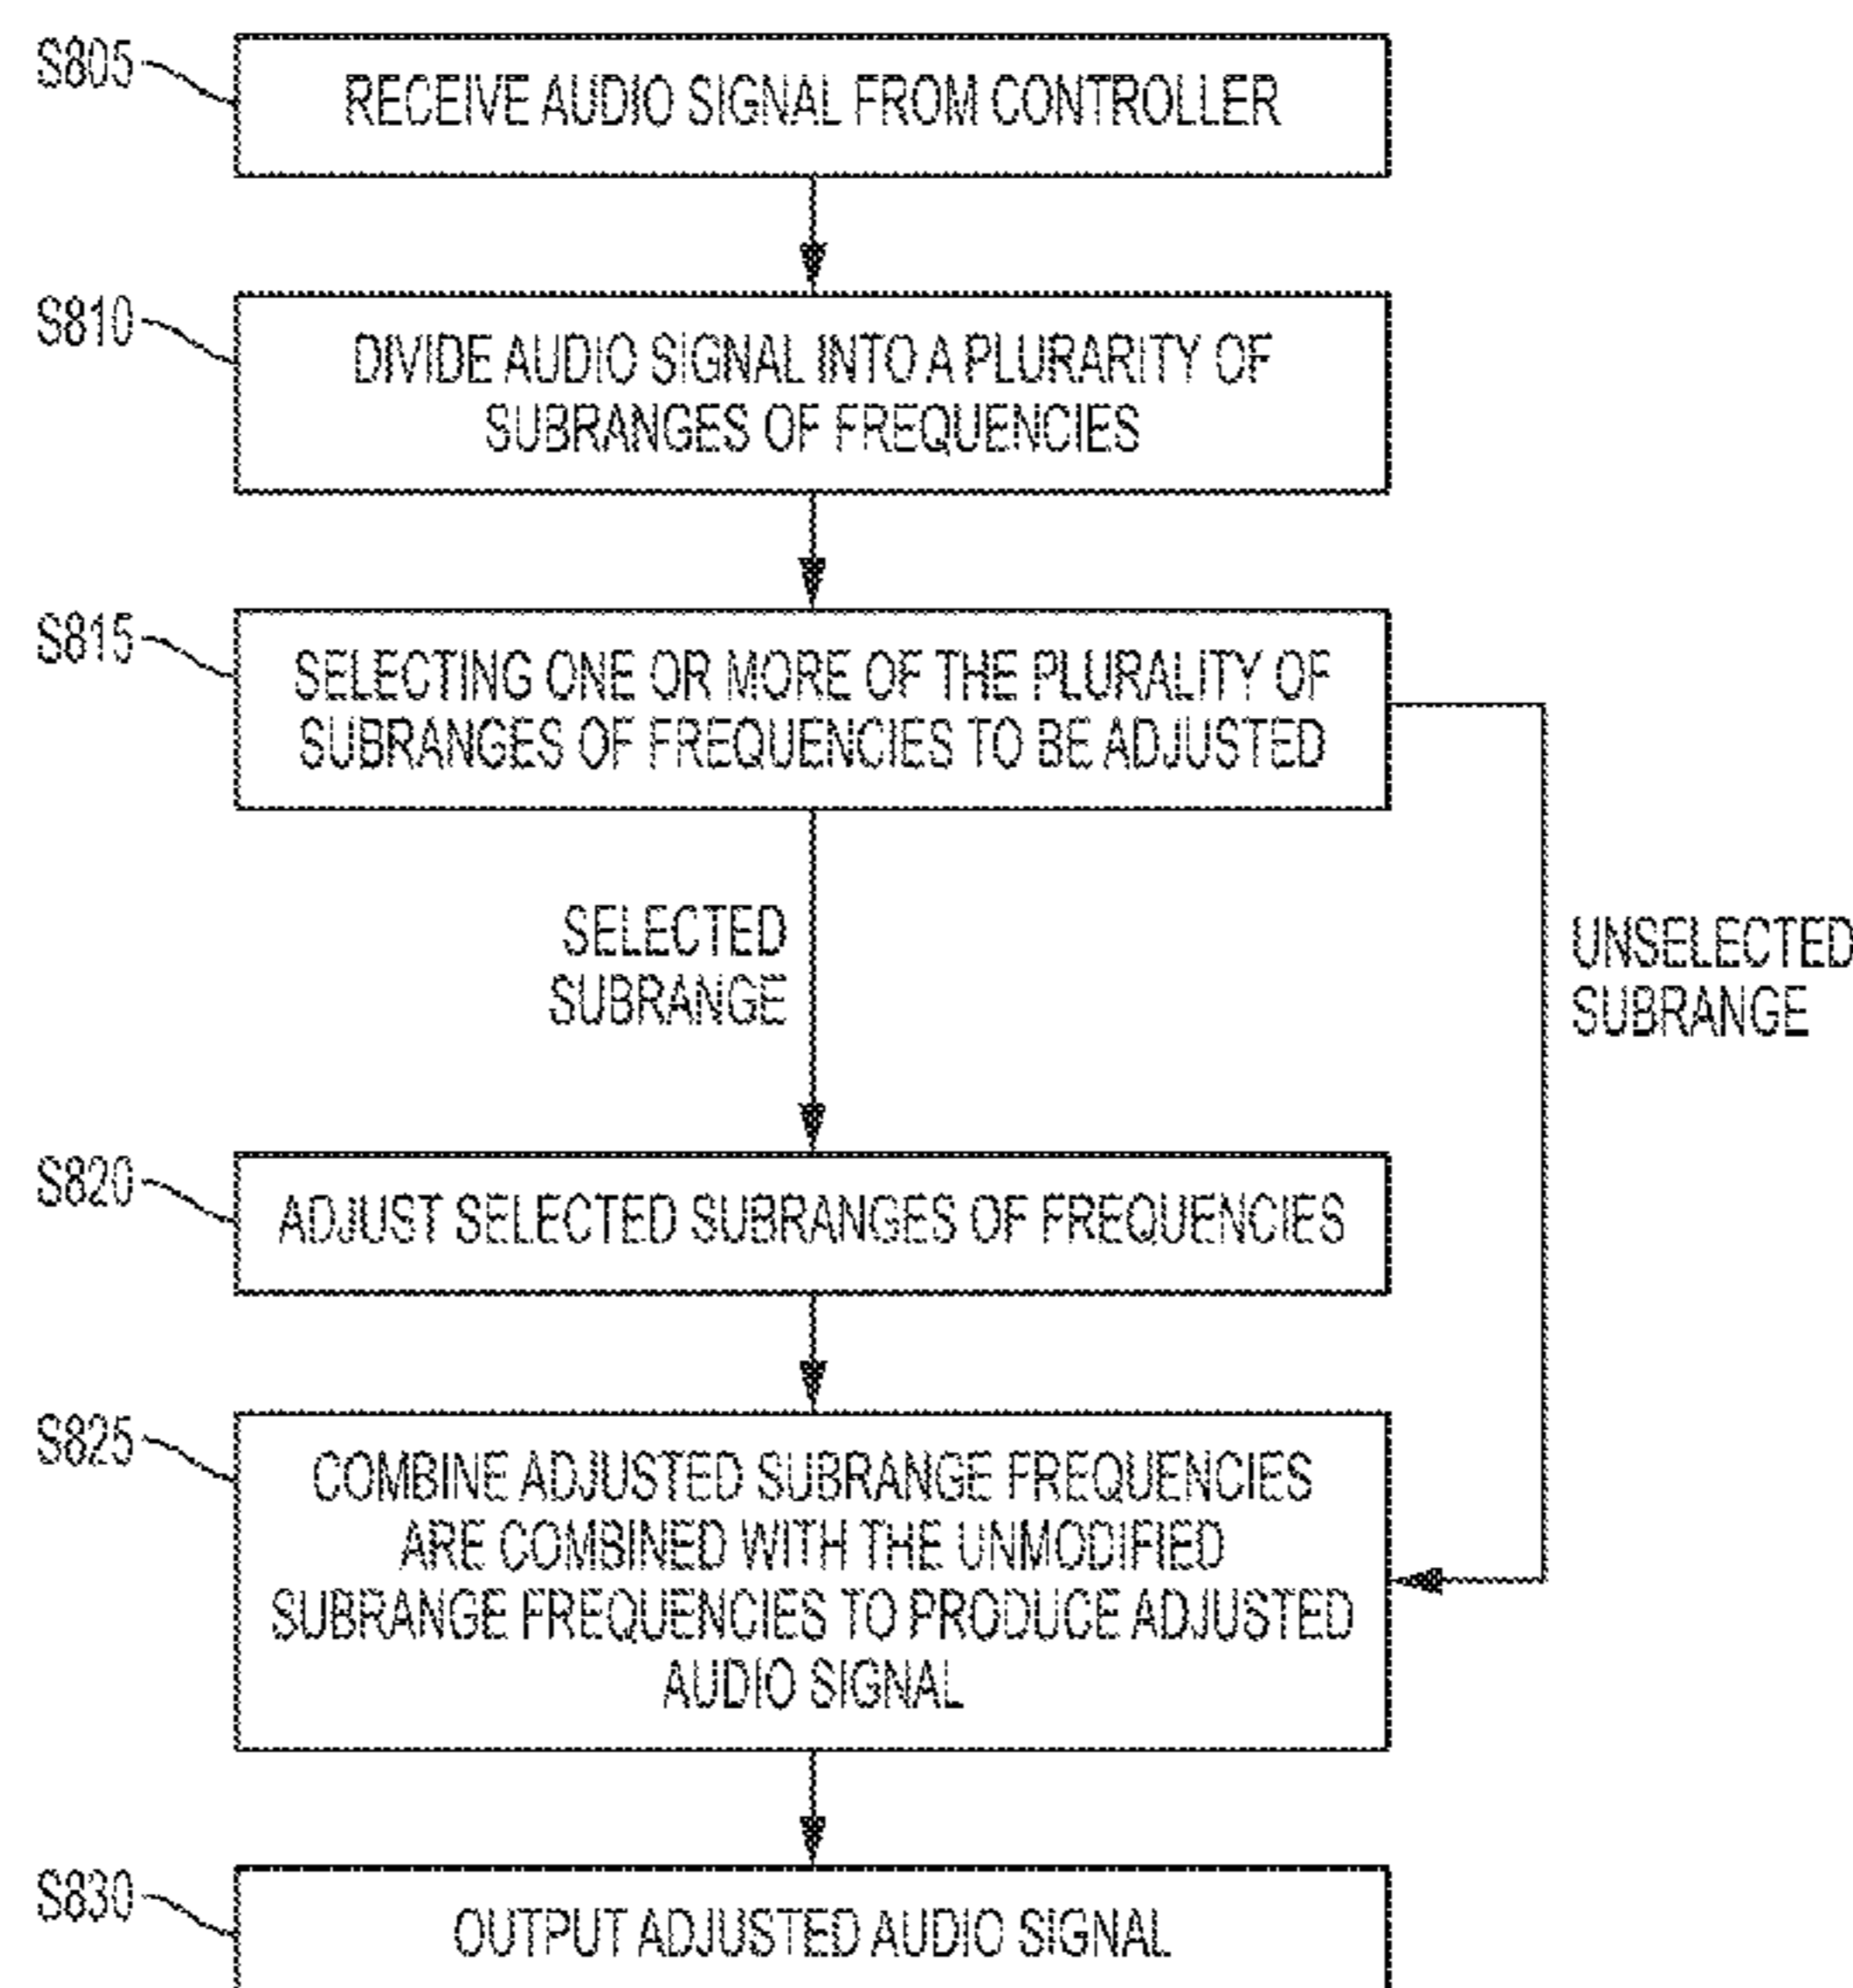 S805
RECEIVE AUDIO SIGNAL FROM CONTROLLER
S810
DIVIDE AUDIO SIGNAL INTO A PLURARITY OF
SUBRANGES OF FREQUENCIES
S815
SELECTING ONE OR MORE OF THE PLURALITY OF
SUBRANGES OF FREQUENCIES TO BE ADJUSTED
SELECTED
SUBRANGE
UNSELECTED
SUBRANGE
S820
ADJUST SELECTED SUBRANGES OF FREQUENCIES
S825
COMBINE ADJUSTED SUBRANGE FREQUENCIES
ARE COMBINED WITH THE UNMODIFIED
SUBRANGE FREQUENCIES TO PRODUCE ADJUSTED
AUDIO SIGNAL
S830
OUTPUT ADJUSTED AUDIO SIGNAL